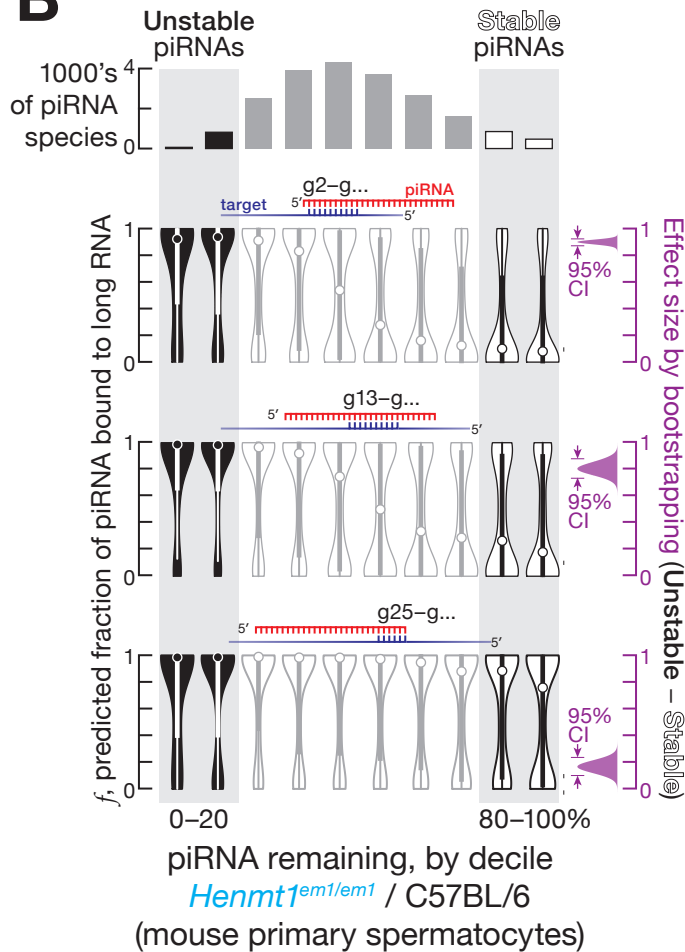 B
Unstable
piRNAs
Stable
piRNAs
1000's
of piRNA
species
4
0
g2–g...
target
5′
piRNA
5′
f, predicted fraction of piRNA bound to long RNA
1
0
95%
CI
1
0
Effect size by bootstrapping (Unstable – Stable)
g13–g...
5′
5′
1
0
95%
CI
1
0
g25–g...
5′
5′
1
0
95%
CI
1
0
0–20
80–100%
piRNA remaining, by decile
Henmt1em1/em1 / C57BL/6
(mouse primary spermatocytes)